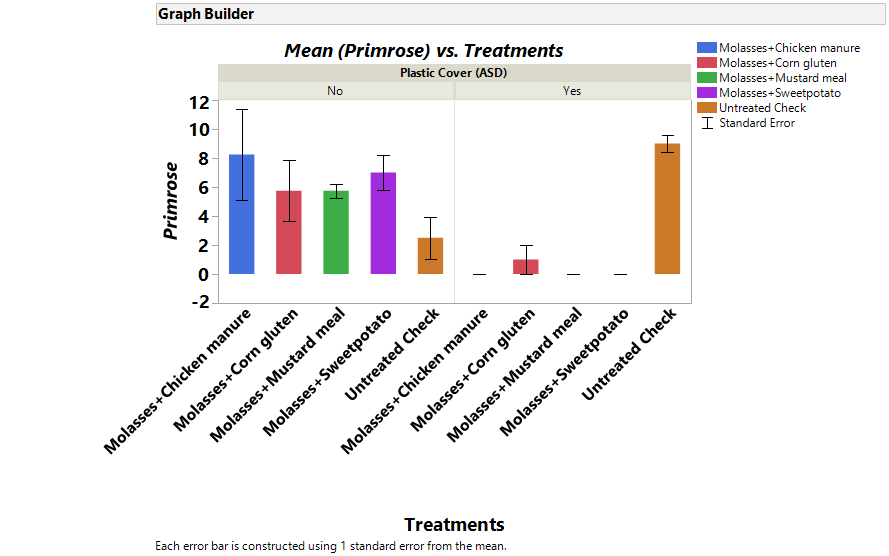 Graph Builder
Mean (Primrose) vs. Treatments
Plastic Cover (ASD)
No
Yes
Molasses+Chicken manure
Molasses+Corn gluten
Molasses+Mustard meal
Molasses+Sweetpotato
Untreated Check
Standard Error
Primrose
12
10
8
6
4
2
0
-2
Molasses+Chicken manure
Molasses+Corn gluten
Molasses+Mustard meal
Molasses+Sweetpotato
Untreated Check
Molasses+Chicken manure
Molasses+Corn gluten
Molasses+Mustard meal
Molasses+Sweetpotato
Untreated Check
Treatments
Each error bar is constructed using 1 standard error from the mean.